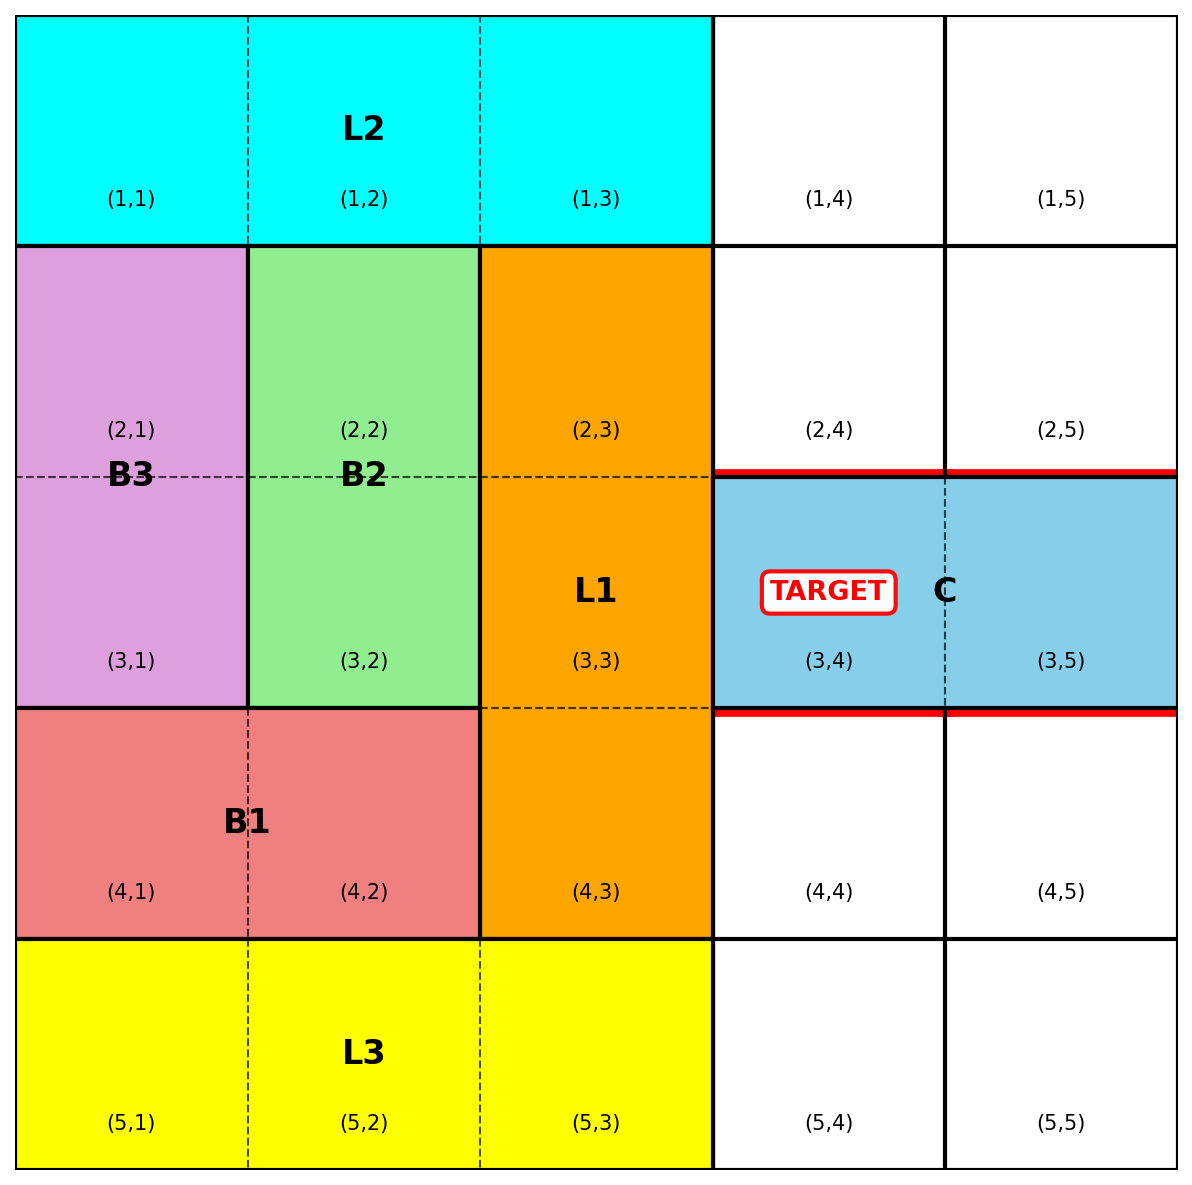 L2
(1,1) (1,2) (1,3) (1,4) (1,5)
(2,1) (2,2) (2,3) (2,4) (2,5)
B3 B2
L1 TARGET C
(3,1) (3,2) (3,3) (3,4) (3,5)
B1
(4,1) (4,2) (4,3) (4,4) (4,5)
L3
(5,1) (5,2) (5,3) (5,4) (5,5)